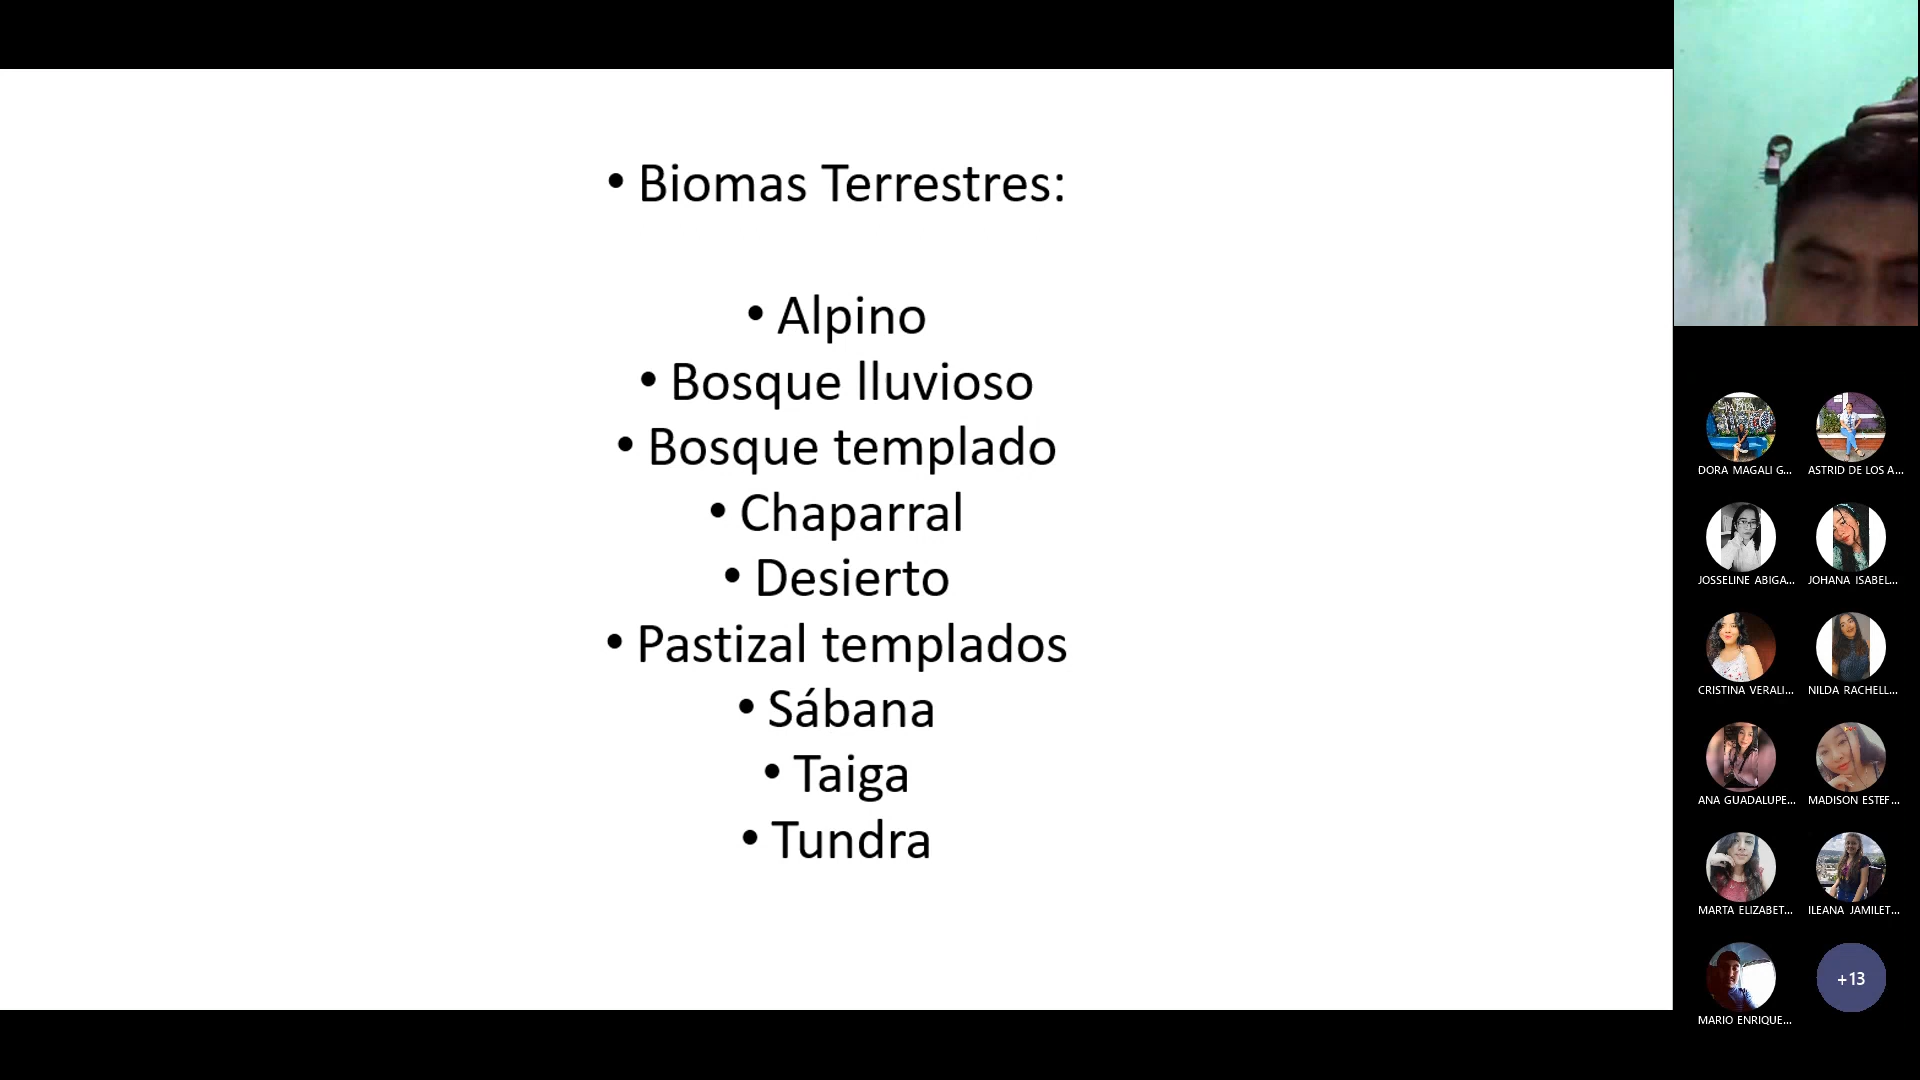 • Biomas Terrestres:
• Alpino
• Bosque lluvioso
• Bosque templado
• Chaparral
• Desierto
• Pastizal templados
• Sábana
• Taiga
• Tundra
DORA MAGALI G...
ASTRID DE LOS A...
JOSSELINE ABIGA...
JOHANA ISABEL...
CRISTINA VERALI...
NILDA RACHELL...
ANA GUADALUPE...
MADISON ESTEF...
MARTA ELIZABET...
ILEANA JAMILET...
MARIO ENRIQUE...
+13